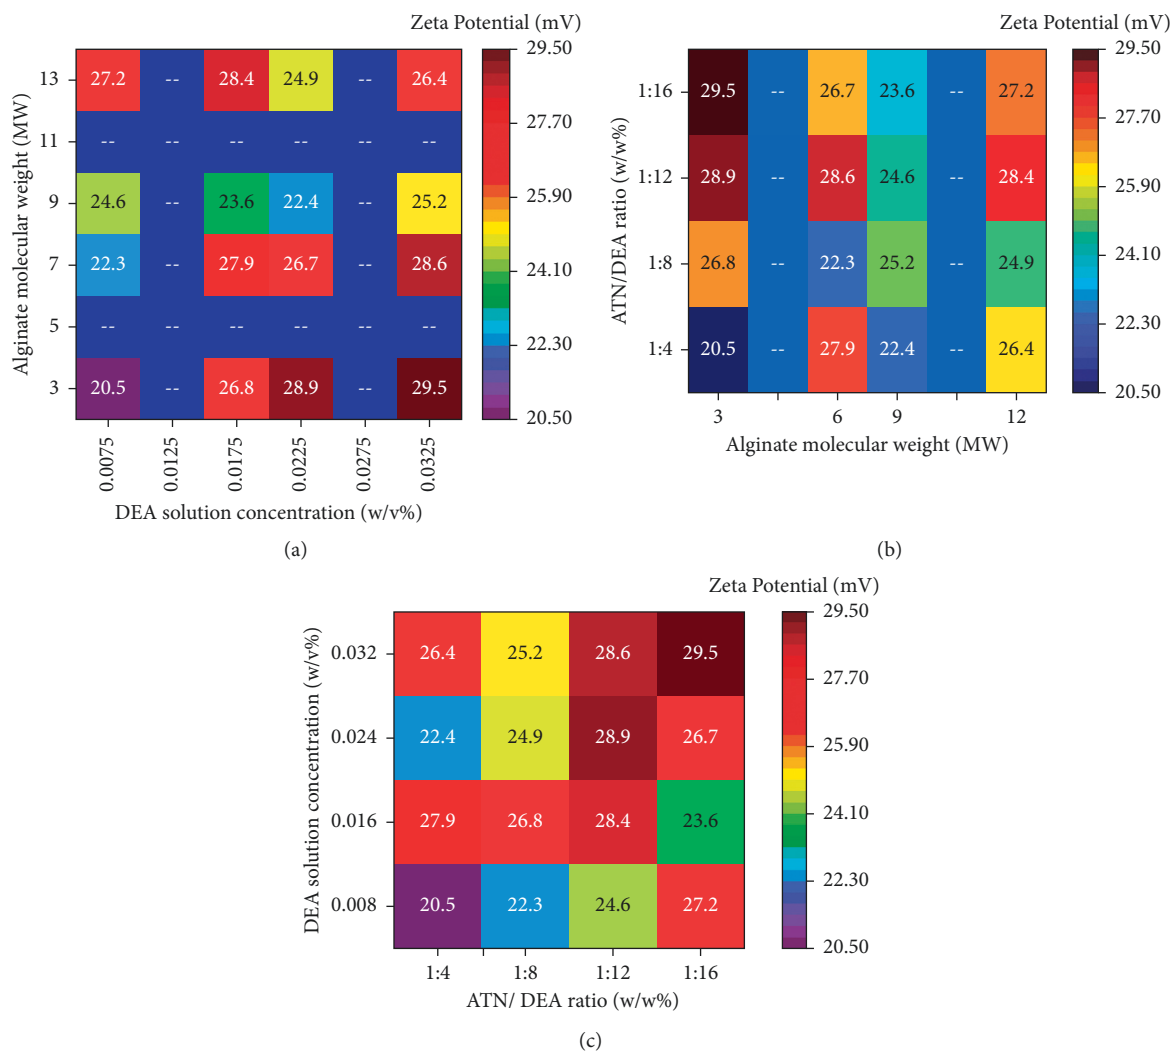 (a)
Zeta Potential (mV)
Alginate molecular weight (MW)
13 27.2 -- 28.4 24.9 -- 26.4
11 -- -- -- -- -- --
9 24.6 -- 23.6 22.4 -- 25.2
7 22.3 -- 27.9 26.7 -- 28.6
5 -- -- -- -- -- --
3 20.5 -- 26.8 28.9 -- 29.5
0.0075 0.0125 0.0175 0.0225 0.0275 0.0325
DEA solution concentration (w/v%)
29.50
27.70
25.90
24.10
22.30
20.50
(a)
(b)
Zeta Potential (mV)
ATN/DEA ratio (w/w%)
1:16 29.5 -- 26.7 23.6 -- 27.2
1:12 28.9 -- 28.6 24.6 -- 28.4
1:8 26.8 -- 22.3 25.2 -- 24.9
1:4 20.5 -- 27.9 22.4 -- 26.4
3 6 9 12
Alginate molecular weight (MW)
29.50
27.70
25.90
24.10
22.30
20.50
(b)
Zeta Potential (mV)
DEA solution concentration (w/v%)
0.032 26.4 25.2 28.6 29.5
0.024 22.4 24.9 28.9 26.7
0.016 27.9 26.8 28.4 23.6
0.008 20.5 22.3 24.6 27.2
1:4 1:8 1:12 1:16
ATN/ DEA ratio (w/w%)
29.50
27.70
25.90
24.10
22.30
20.50
(c)